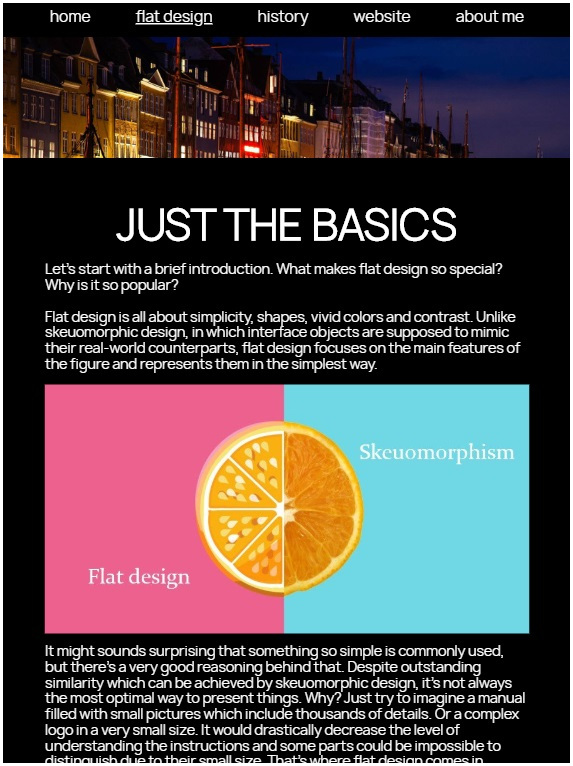 home flat design history website about me
JUST THE BASICS
Let's start with a brief introduction. What makes flat design so special?
Why is it so popular?
Flat design is all about simplicity, shapes, vivid colors and contrast. Unlike
skeuomorphic design, in which interface objects are supposed to mimic
their real-world counterparts, flat design focuses on the main features of
the figure and represents them in the simplest way.
Skeuomorphism
Flat design
It might sounds surprising that something so simple is commonly used,
but there's a very good reasoning behind that. Despite outstanding
similarity which can be achieved by skeuomorphic design, it's not always
the most optimal way to present things. Why? Just try to imagine a manual
filled with small pictures which include thousands of details. Or a complex
logo in a very small size. It would drastically decrease the level of
understanding the instructions and some parts could be impossible to
distinguish due to their small size. That's where flat design comes in